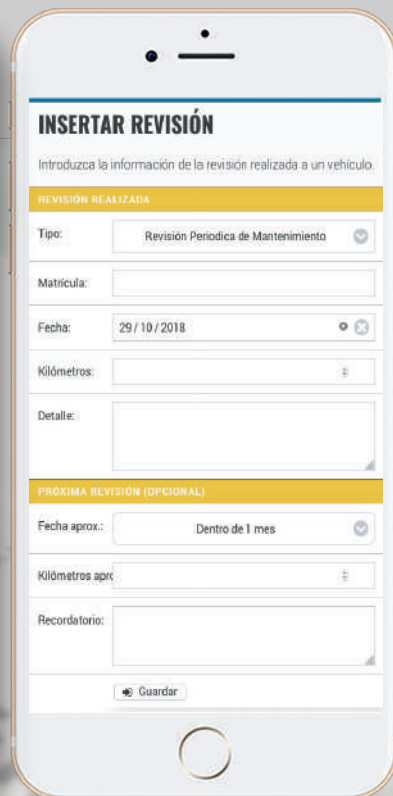 INSERTAR REVISIÓN
Introduzca la información de la revisión realizada a un vehículo.
REVISIÓN REALIZADA
Tipo: Revisión Periodica de Mantenimiento
Matrícula:
Fecha: 29 / 10 / 2018
Kilómetros:
Detalle:
PRÓXIMA REVISIÓN (OPCIONAL)
Fecha aprox.: Dentro de 1 mes
Kilómetros apro
Recordatorio:
Guardar